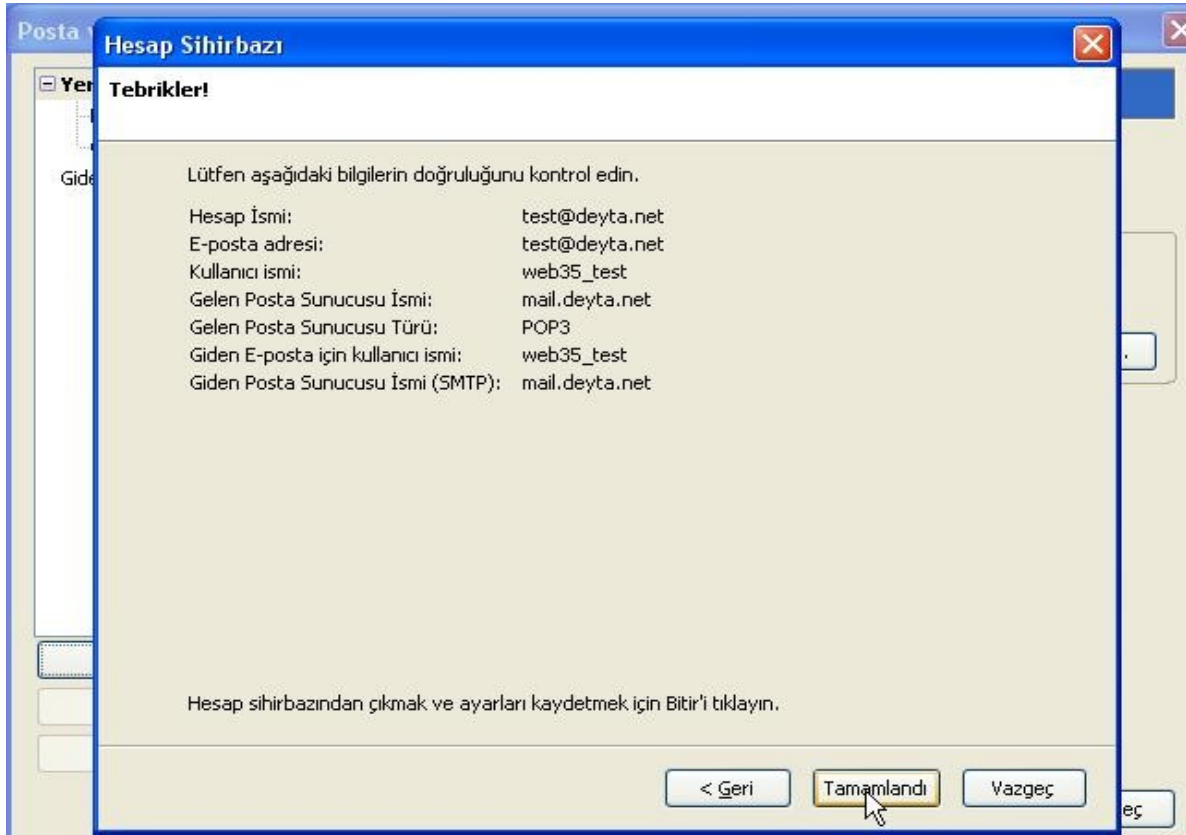 Posta
Hesap Sihirbazı
Tebrikler!
Lütfen aşağıdaki bilgilerin doğruluğunu kontrol edin.
Hesap İsmi: test@deyta.net
E-posta adresi: test@deyta.net
Kullanıcı ismi: web35_test
Gelen Posta Sunucusu İsmi: mail.deyta.net
Gelen Posta Sunucusu Türü: POP3
Giden E-posta için kullanıcı ismi: web35_test
Giden Posta Sunucusu İsmi (SMTP): mail.deyta.net
Hesap sihirbazından çıkmak ve ayarları kaydetmek için Bitir'i tıklayın.
< Geri Tamamlandı Vazgeç